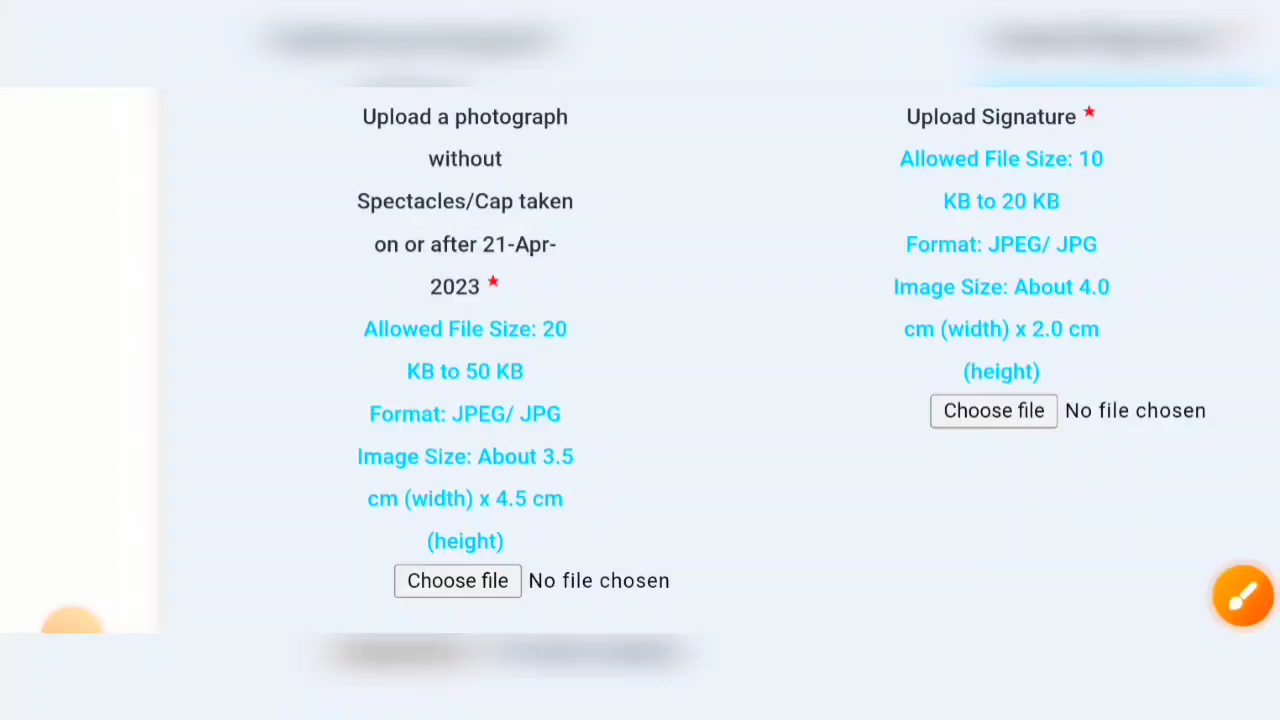 Upload a photograph
without
Spectacles/Cap taken
on or after 21-Apr-
2023 ★
Allowed File Size: 20
KB to 50 KB
Format: JPEG/ JPG
Image Size: About 3.5
cm (width) x 4.5 cm
(height)
Choose file No file chosen
Upload Signature ★
Allowed File Size: 10
KB to 20 KB
Format: JPEG/ JPG
Image Size: About 4.0
cm (width) x 2.0 cm
(height)
Choose file No file chosen